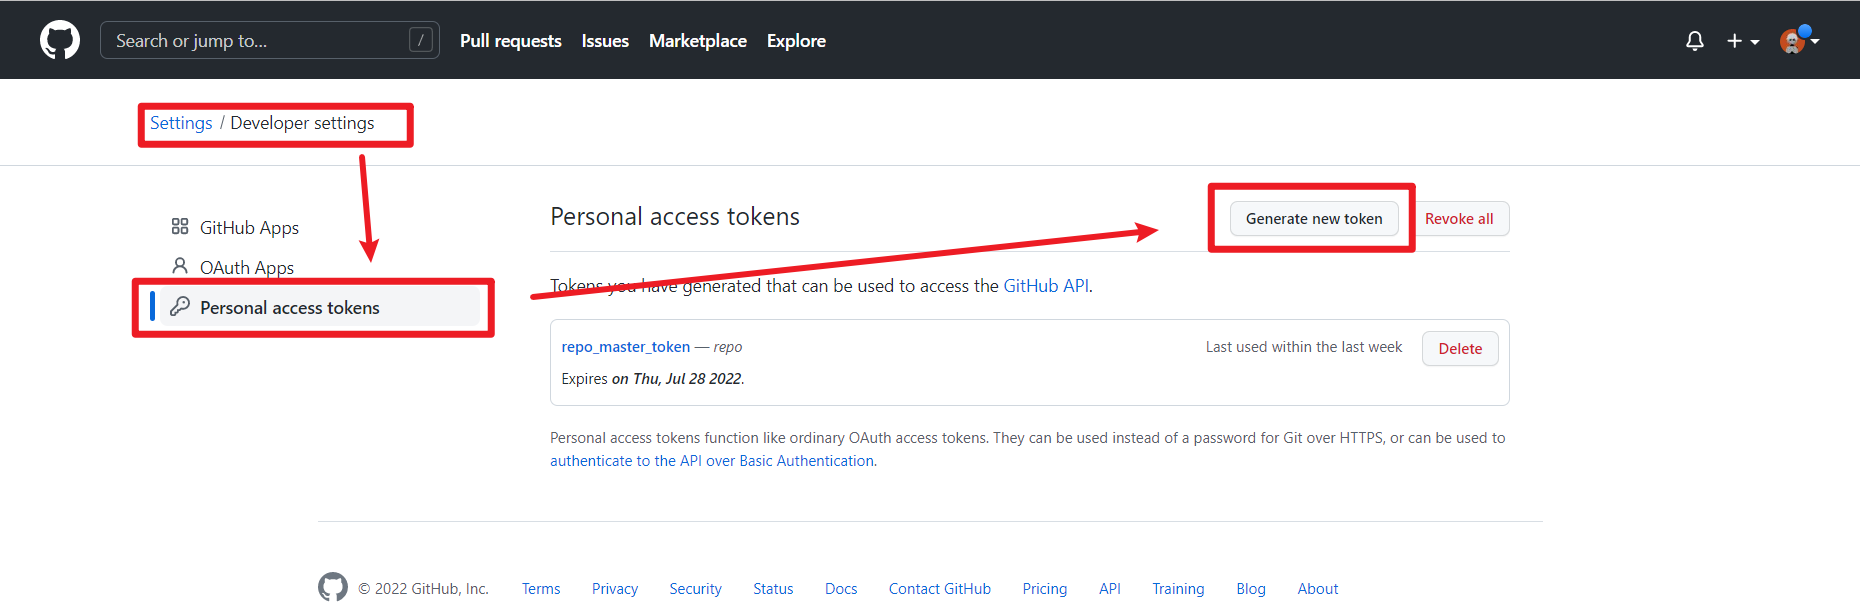 Search or jump to... / Pull requests Issues Marketplace Explore
Settings / Developer settings
Personal access tokens Generate new token Revoke all
GitHub Apps
OAuth Apps
Personal access tokens
Tokens you have generated that can be used to access the GitHub API.
repo_master_token — repo Last used within the last week Delete
Expires on Thu, Jul 28 2022.
Personal access tokens function like ordinary OAuth access tokens. They can be used instead of a password for Git over HTTPS, or can be used to
authenticate to the API over Basic Authentication.
© 2022 GitHub, Inc. Terms Privacy Security Status Docs Contact GitHub Pricing API Training Blog About